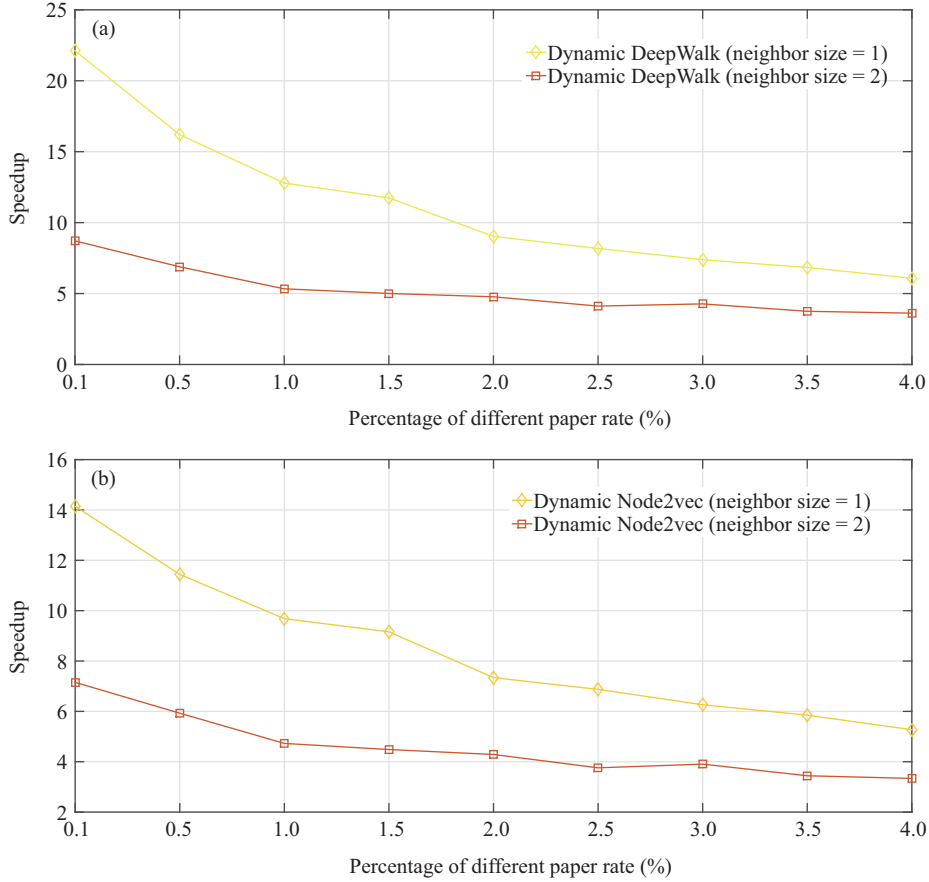 (a)
25
20
15
10
5
0
Speedup
Dynamic DeepWalk (neighbor size = 1)
Dynamic DeepWalk (neighbor size = 2)
0.1 0.5 1.0 1.5 2.0 2.5 3.0 3.5 4.0
Percentage of different paper rate (%)
(b)
16
14
12
10
8
6
4
2
Speedup
Dynamic Node2vec (neighbor size = 1)
Dynamic Node2vec (neighbor size = 2)
0.1 0.5 1.0 1.5 2.0 2.5 3.0 3.5 4.0
Percentage of different paper rate (%)